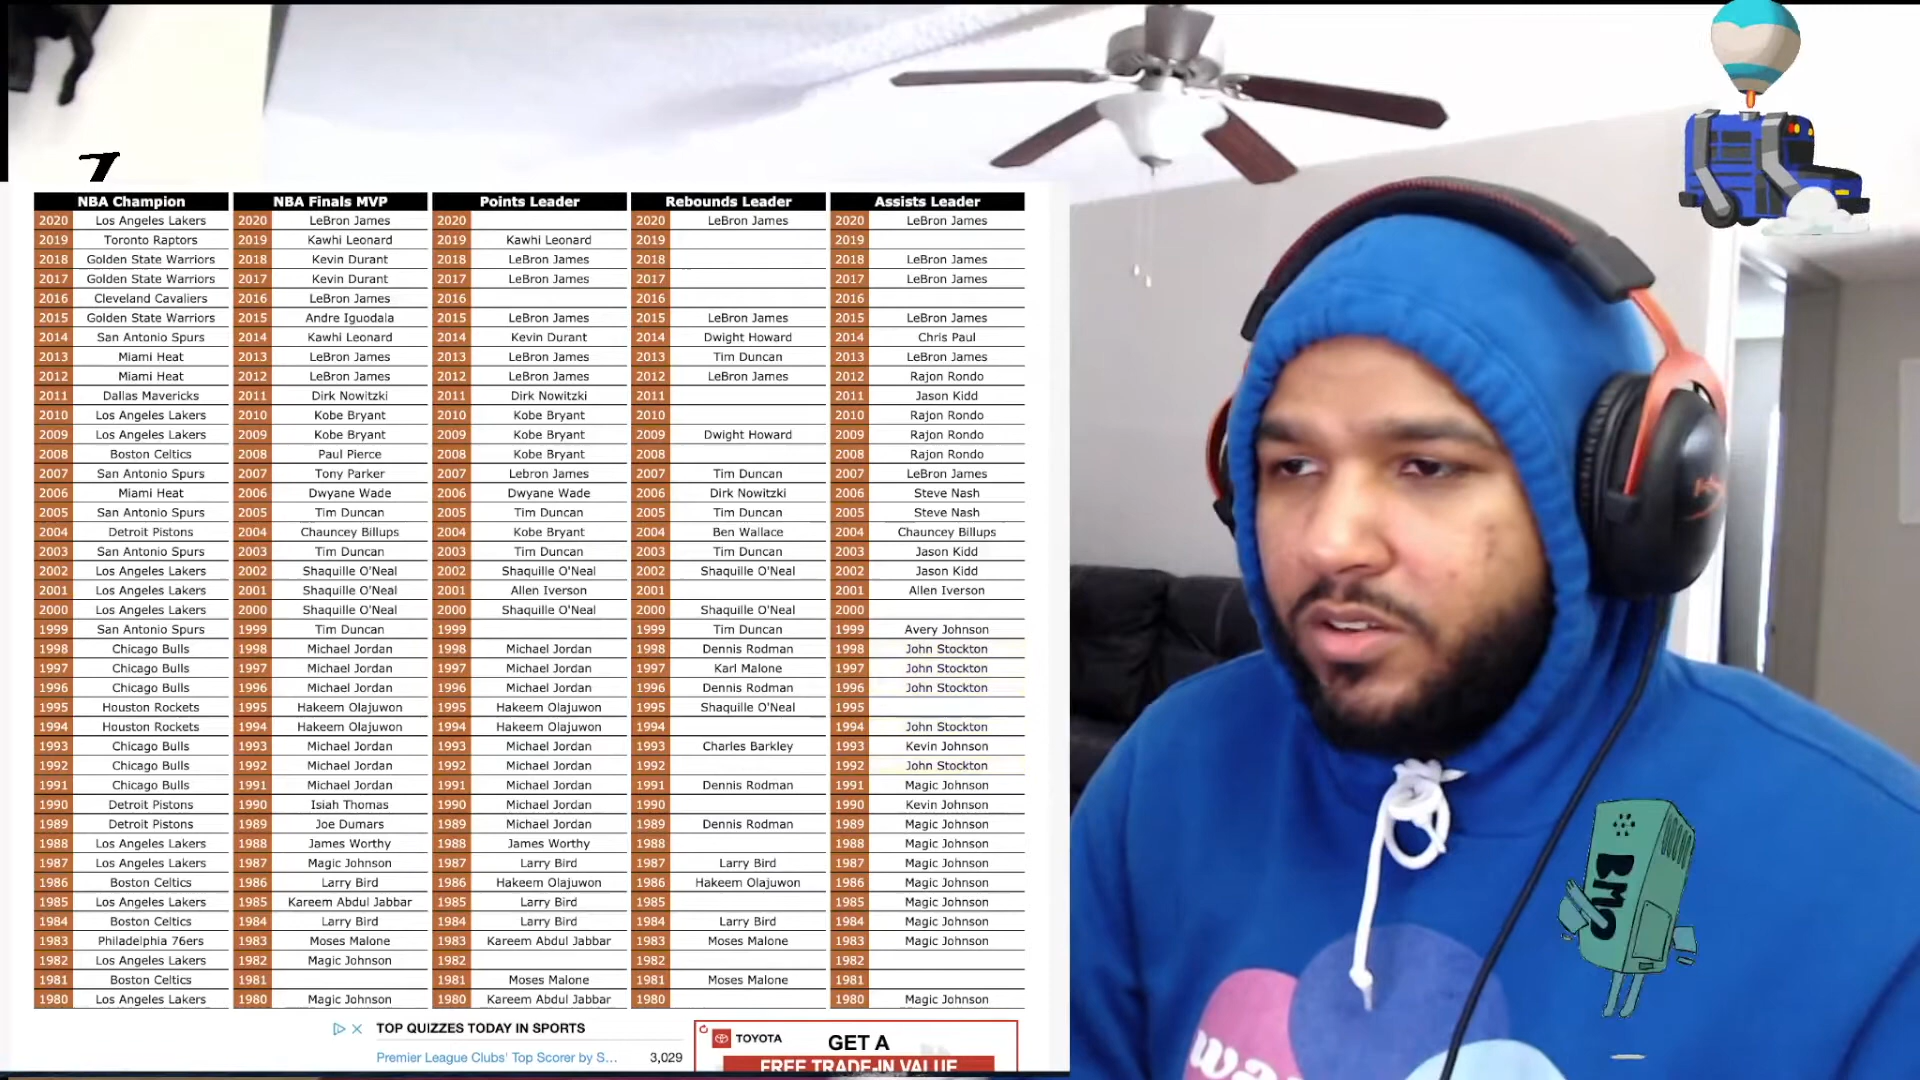 7
NBA Champion NBA Finals MVP Points Leader Rebounds Leader Assists Leader
2020 Los Angeles Lakers 2020 LeBron James 2020 2020 LeBron James 2020 LeBron James
2019 Toronto Raptors 2019 Kawhi Leonard 2019 Kawhi Leonard 2019 2019
2018 Golden State Warriors 2018 Kevin Durant 2018 LeBron James 2018 2018 LeBron James
2017 Golden State Warriors 2017 Kevin Durant 2017 LeBron James 2017 2017 LeBron James
2016 Cleveland Cavaliers 2016 LeBron James 2016 2016 2016
2015 Golden State Warriors 2015 Andre Iguodala 2015 LeBron James 2015 LeBron James 2015 LeBron James
2014 San Antonio Spurs 2014 Kawhi Leonard 2014 Kevin Durant 2014 Dwight Howard 2014 Chris Paul
2013 Miami Heat 2013 LeBron James 2013 LeBron James 2013 Tim Duncan 2013 LeBron James
2012 Miami Heat 2012 LeBron James 2012 LeBron James 2012 LeBron James 2012 Rajon Rondo
2011 Dallas Mavericks 2011 Dirk Nowitzki 2011 Dirk Nowitzki 2011 2011 Jason Kidd
2010 Los Angeles Lakers 2010 Kobe Bryant 2010 Kobe Bryant 2010 2010 Rajon Rondo
2009 Los Angeles Lakers 2009 Kobe Bryant 2009 Kobe Bryant 2009 Dwight Howard 2009 Rajon Rondo
2008 Boston Celtics 2008 Paul Pierce 2008 Kobe Bryant 2008 2008 Rajon Rondo
2007 San Antonio Spurs 2007 Tony Parker 2007 Lebron James 2007 Tim Duncan 2007 LeBron James
2006 Miami Heat 2006 Dwyane Wade 2006 Dwyane Wade 2006 Dirk Nowitzki 2006 Steve Nash
2005 San Antonio Spurs 2005 Tim Duncan 2005 Tim Duncan 2005 Tim Duncan 2005 Steve Nash
2004 Detroit Pistons 2004 Chauncey Billups 2004 Kobe Bryant 2004 Ben Wallace 2004 Chauncey Billups
2003 San Antonio Spurs 2003 Tim Duncan 2003 Tim Duncan 2003 Tim Duncan 2003 Jason Kidd
2002 Los Angeles Lakers 2002 Shaquille O'Neal 2002 Shaquille O'Neal 2002 Shaquille O'Neal 2002 Jason Kidd
2001 Los Angeles Lakers 2001 Shaquille O'Neal 2001 Allen Iverson 2001 2001 Allen Iverson
2000 Los Angeles Lakers 2000 Shaquille O'Neal 2000 Shaquille O'Neal 2000 Shaquille O'Neal 2000
1999 San Antonio Spurs 1999 Tim Duncan 1999 1999 Tim Duncan 1999 Avery Johnson
1998 Chicago Bulls 1998 Michael Jordan 1998 Michael Jordan 1998 Dennis Rodman 1998 John Stockton
1997 Chicago Bulls 1997 Michael Jordan 1997 Michael Jordan 1997 Karl Malone 1997 John Stockton
1996 Chicago Bulls 1996 Michael Jordan 1996 Michael Jordan 1996 Dennis Rodman 1996 John Stockton
1995 Houston Rockets 1995 Hakeem Olajuwon 1995 Hakeem Olajuwon 1995 Shaquille O'Neal 1995
1994 Houston Rockets 1994 Hakeem Olajuwon 1994 Hakeem Olajuwon 1994 1994 John Stockton
1993 Chicago Bulls 1993 Michael Jordan 1993 Michael Jordan 1993 Charles Barkley 1993 Kevin Johnson
1992 Chicago Bulls 1992 Michael Jordan 1992 Michael Jordan 1992 1992 John Stockton
1991 Chicago Bulls 1991 Michael Jordan 1991 Michael Jordan 1991 Dennis Rodman 1991 Magic Johnson
1990 Detroit Pistons 1990 Isiah Thomas 1990 Michael Jordan 1990 1990 Kevin Johnson
1989 Detroit Pistons 1989 Joe Dumars 1989 Michael Jordan 1989 Dennis Rodman 1989 Magic Johnson
1988 Los Angeles Lakers 1988 James Worthy 1988 James Worthy 1988 1988 Magic Johnson
1987 Los Angeles Lakers 1987 Magic Johnson 1987 Larry Bird 1987 Larry Bird 1987 Magic Johnson
1986 Boston Celtics 1986 Larry Bird 1986 Hakeem Olajuwon 1986 Hakeem Olajuwon 1986 Magic Johnson
1985 Los Angeles Lakers 1985 Kareem Abdul Jabbar 1985 Larry Bird 1985 1985 Magic Johnson
1984 Boston Celtics 1984 Larry Bird 1984 Larry Bird 1984 Larry Bird 1984 Magic Johnson
1983 Philadelphia 76ers 1983 Moses Malone 1983 Kareem Abdul Jabbar 1983 Moses Malone 1983 Magic Johnson
1982 Los Angeles Lakers 1982 Magic Johnson 1982 1982 1982
1981 Boston Celtics 1981 1981 Moses Malone 1981 Moses Malone 1981
1980 Los Angeles Lakers 1980 Magic Johnson 1980 Kareem Abdul Jabbar 1980 1980 Magic Johnson
TOP QUIZZES TODAY IN SPORTS
Premier League Clubs' Top Scorer by S... 3,029
TOYOTA GET A
FREE TRADE-IN VALUE
BMO